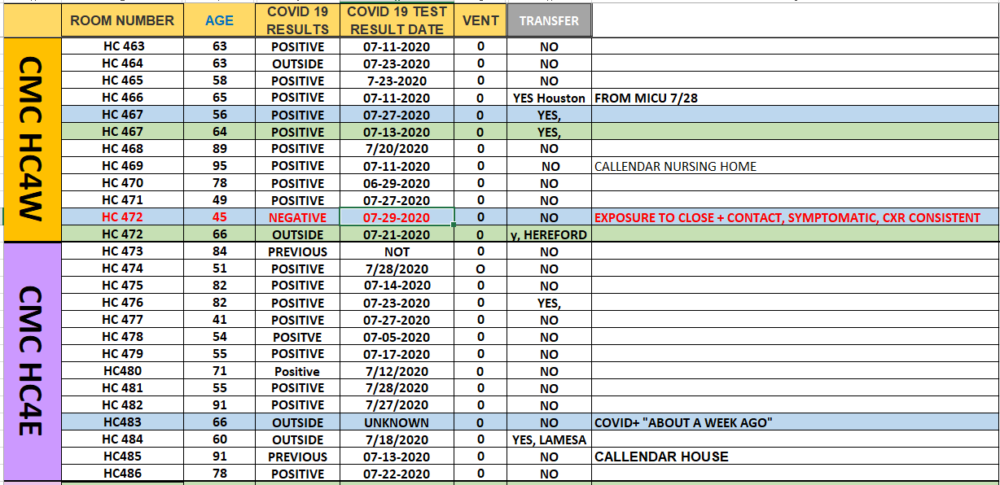 ROOM NUMBER AGE COVID 19 RESULTS COVID 19 TEST RESULT DATE VENT TRANSFER
CMC HC4W
HC 463 63 POSITIVE 07-11-2020 0 NO
HC 464 63 OUTSIDE 07-23-2020 0 NO
HC 465 58 POSITIVE 7-23-2020 0 NO
HC 466 65 POSITIVE 07-11-2020 0 YES Houston FROM MICU 7/28
HC 467 56 POSITIVE 07-27-2020 0 YES,
HC 467 64 POSITIVE 07-13-2020 0 YES,
HC 468 89 POSITIVE 7/20/2020 0 NO
HC 469 95 POSITIVE 07-11-2020 0 NO CALLENDAR NURSING HOME
HC 470 78 POSITIVE 06-29-2020 0 NO
HC 471 49 POSITIVE 07-27-2020 0 NO
HC 472 45 NEGATIVE 07-29-2020 0 NO EXPOSURE TO CLOSE + CONTACT, SYMPTOMATIC, CXR CONSISTENT
HC 472 66 OUTSIDE 07-21-2020 0 y, HEREFORD
CMC HC4E
HC 473 84 PREVIOUS NOT 0 NO
HC 474 51 POSITIVE 7/28/2020 O NO
HC 475 82 POSITIVE 07-14-2020 0 NO
HC 476 82 POSITIVE 07-23-2020 0 YES,
HC 477 41 POSITIVE 07-27-2020 0 NO
HC 478 54 POSITVE 07-05-2020 0 NO
HC 479 55 POSITIVE 07-17-2020 0 NO
HC480 71 Positive 7/12/2020 0 NO
HC 481 55 POSITIVE 7/28/2020 0 NO
HC 482 91 POSITIVE 7/27/2020 0 NO
HC483 66 OUTSIDE UNKNOWN 0 NO COVID+ "ABOUT A WEEK AGO"
HC 484 60 OUTSIDE 7/18/2020 0 YES, LAMESA
HC485 91 PREVIOUS 07-13-2020 0 NO CALLENDAR HOUSE
HC486 78 POSITIVE 07-22-2020 0 NO